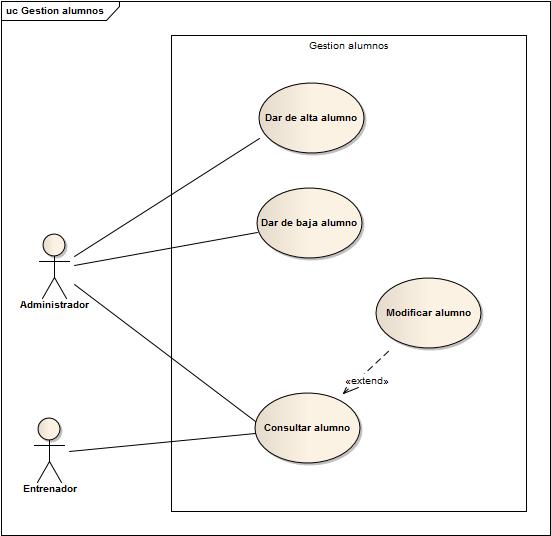 uc Gestion alumnos
Gestion alumnos
Dar de alta alumno
Dar de baja alumno
Administrador
Modificar alumno
«extend»
Consultar alumno
Entrenador